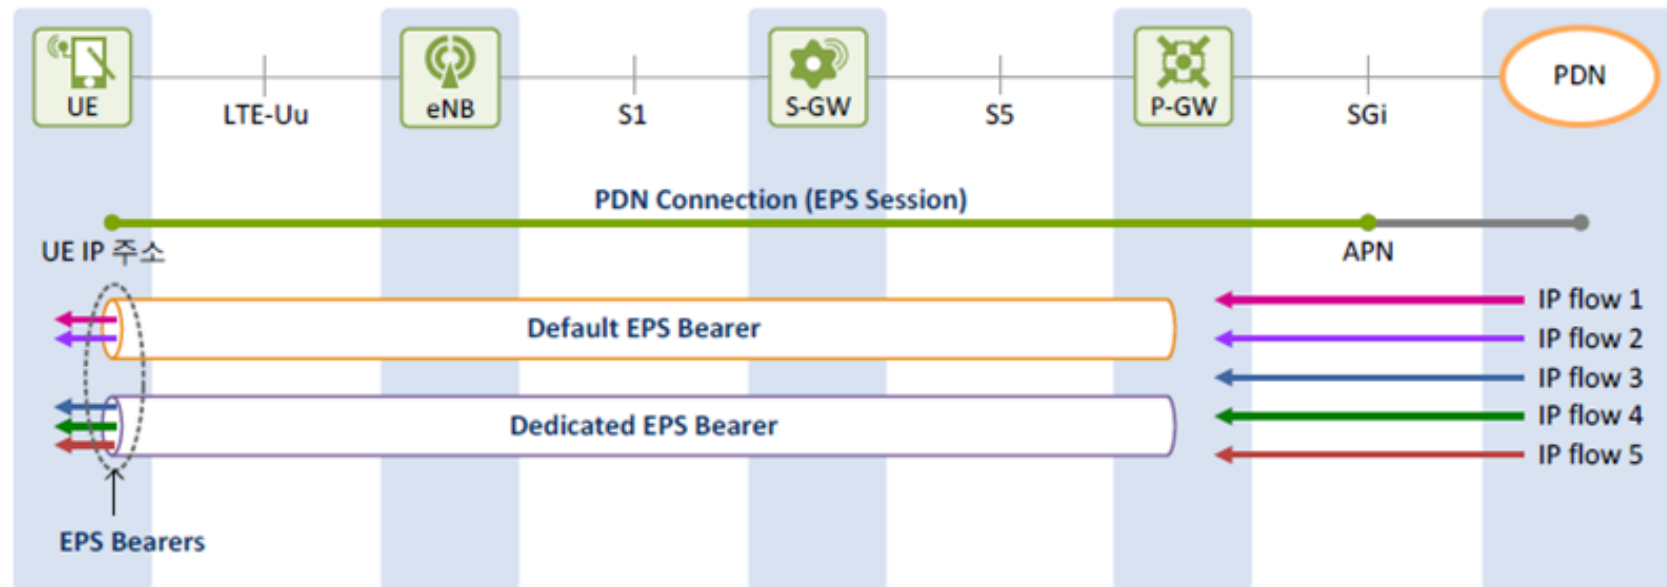 UE
LTE-Uu
eNB
S1
S-GW
S5
P-GW
SGi
PDN
PDN Connection (EPS Session)
UE IP 주소
APN
Default EPS Bearer
IP flow 1
IP flow 2
IP flow 3
Dedicated EPS Bearer
IP flow 4
IP flow 5
EPS Bearers